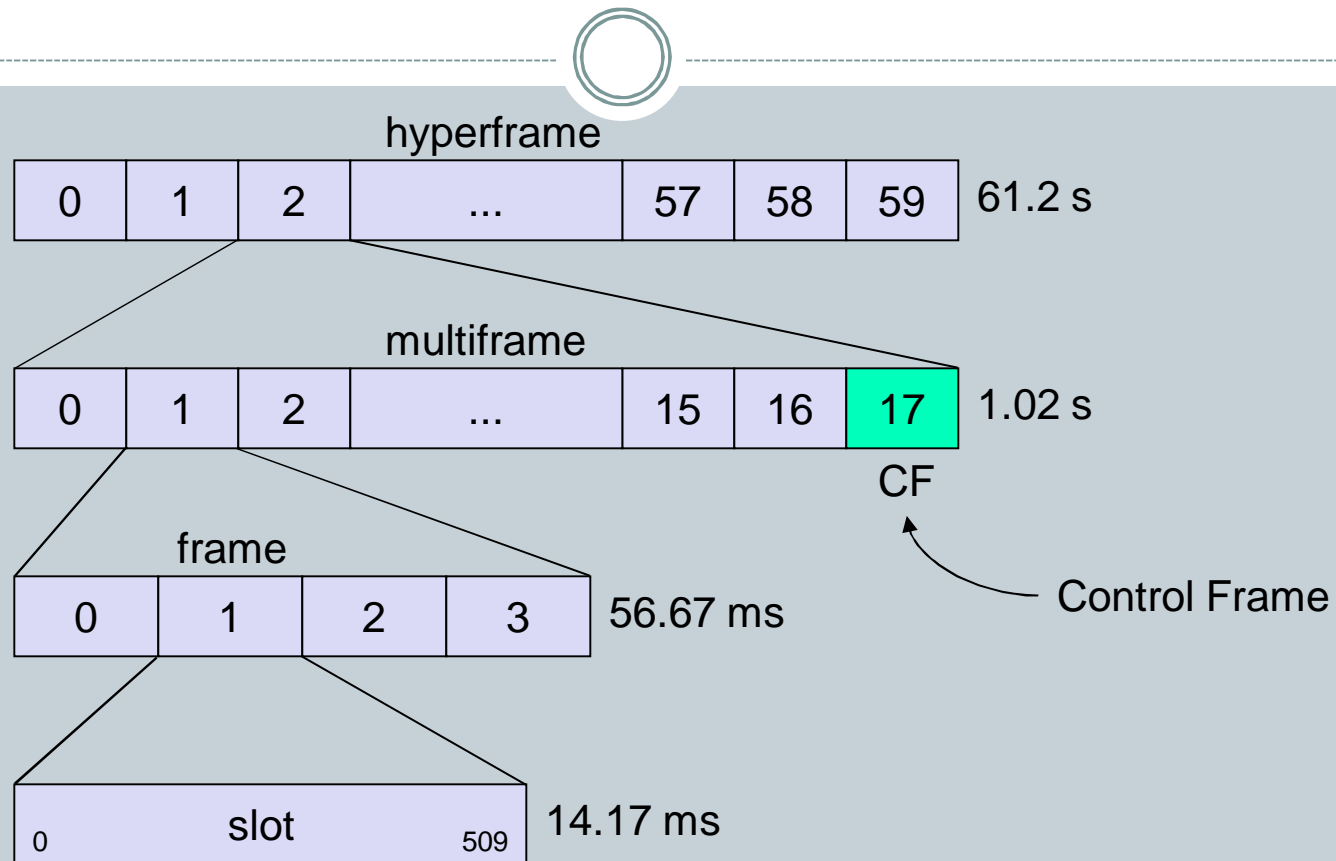 hyperframe
0 1 2 ... 57 58 59 61.2 s
multiframe
0 1 2 ... 15 16 17 1.02 s
CF
frame
0 1 2 3 56.67 ms
Control Frame
0 slot 509 14.17 ms